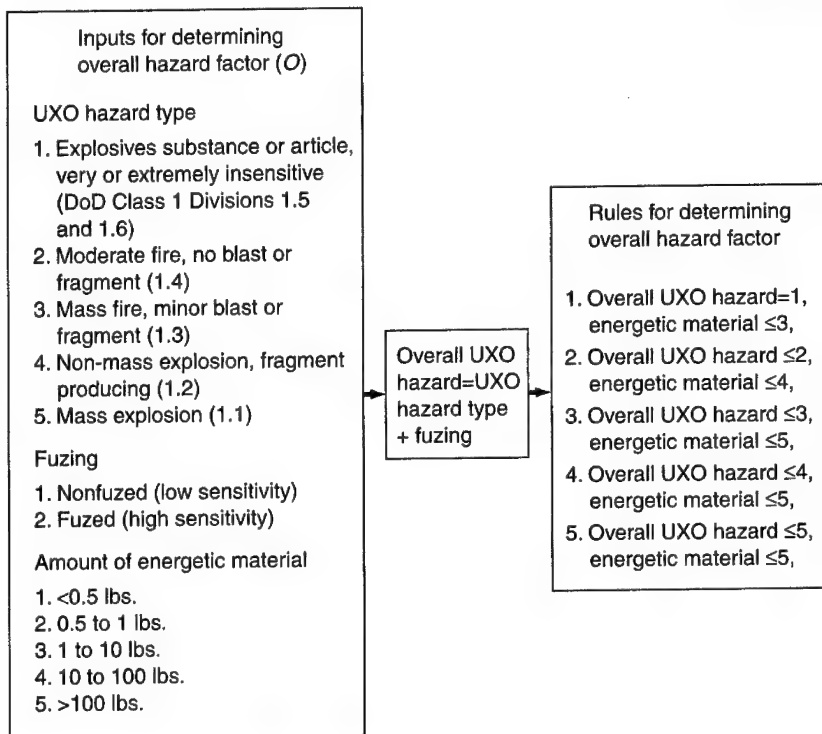 Inputs for determining
overall hazard factor (O)
UXO hazard type
1. Explosives substance or article,
very or extremely insensitive
(DoD Class 1 Divisions 1.5
and 1.6)
2. Moderate fire, no blast or
fragment (1.4)
3. Mass fire, minor blast or
fragment (1.3)
4. Non-mass explosion, fragment
producing (1.2)
5. Mass explosion (1.1)
Fuzing
1. Nonfuzed (low sensitivity)
2. Fuzed (high sensitivity)
Amount of energetic material
1. <0.5 lbs.
2. 0.5 to 1 lbs.
3. 1 to 10 lbs.
4. 10 to 100 lbs.
5. >100 lbs.
Overall UXO
hazard=UXO
hazard type
+ fuzing
Rules for determining
overall hazard factor
1. Overall UXO hazard=1,
energetic material ≤3,
2. Overall UXO hazard ≤2,
energetic material ≤4,
3. Overall UXO hazard ≤3,
energetic material ≤5,
4. Overall UXO hazard ≤4,
energetic material ≤5,
5. Overall UXO hazard ≤5,
energetic material ≤5,